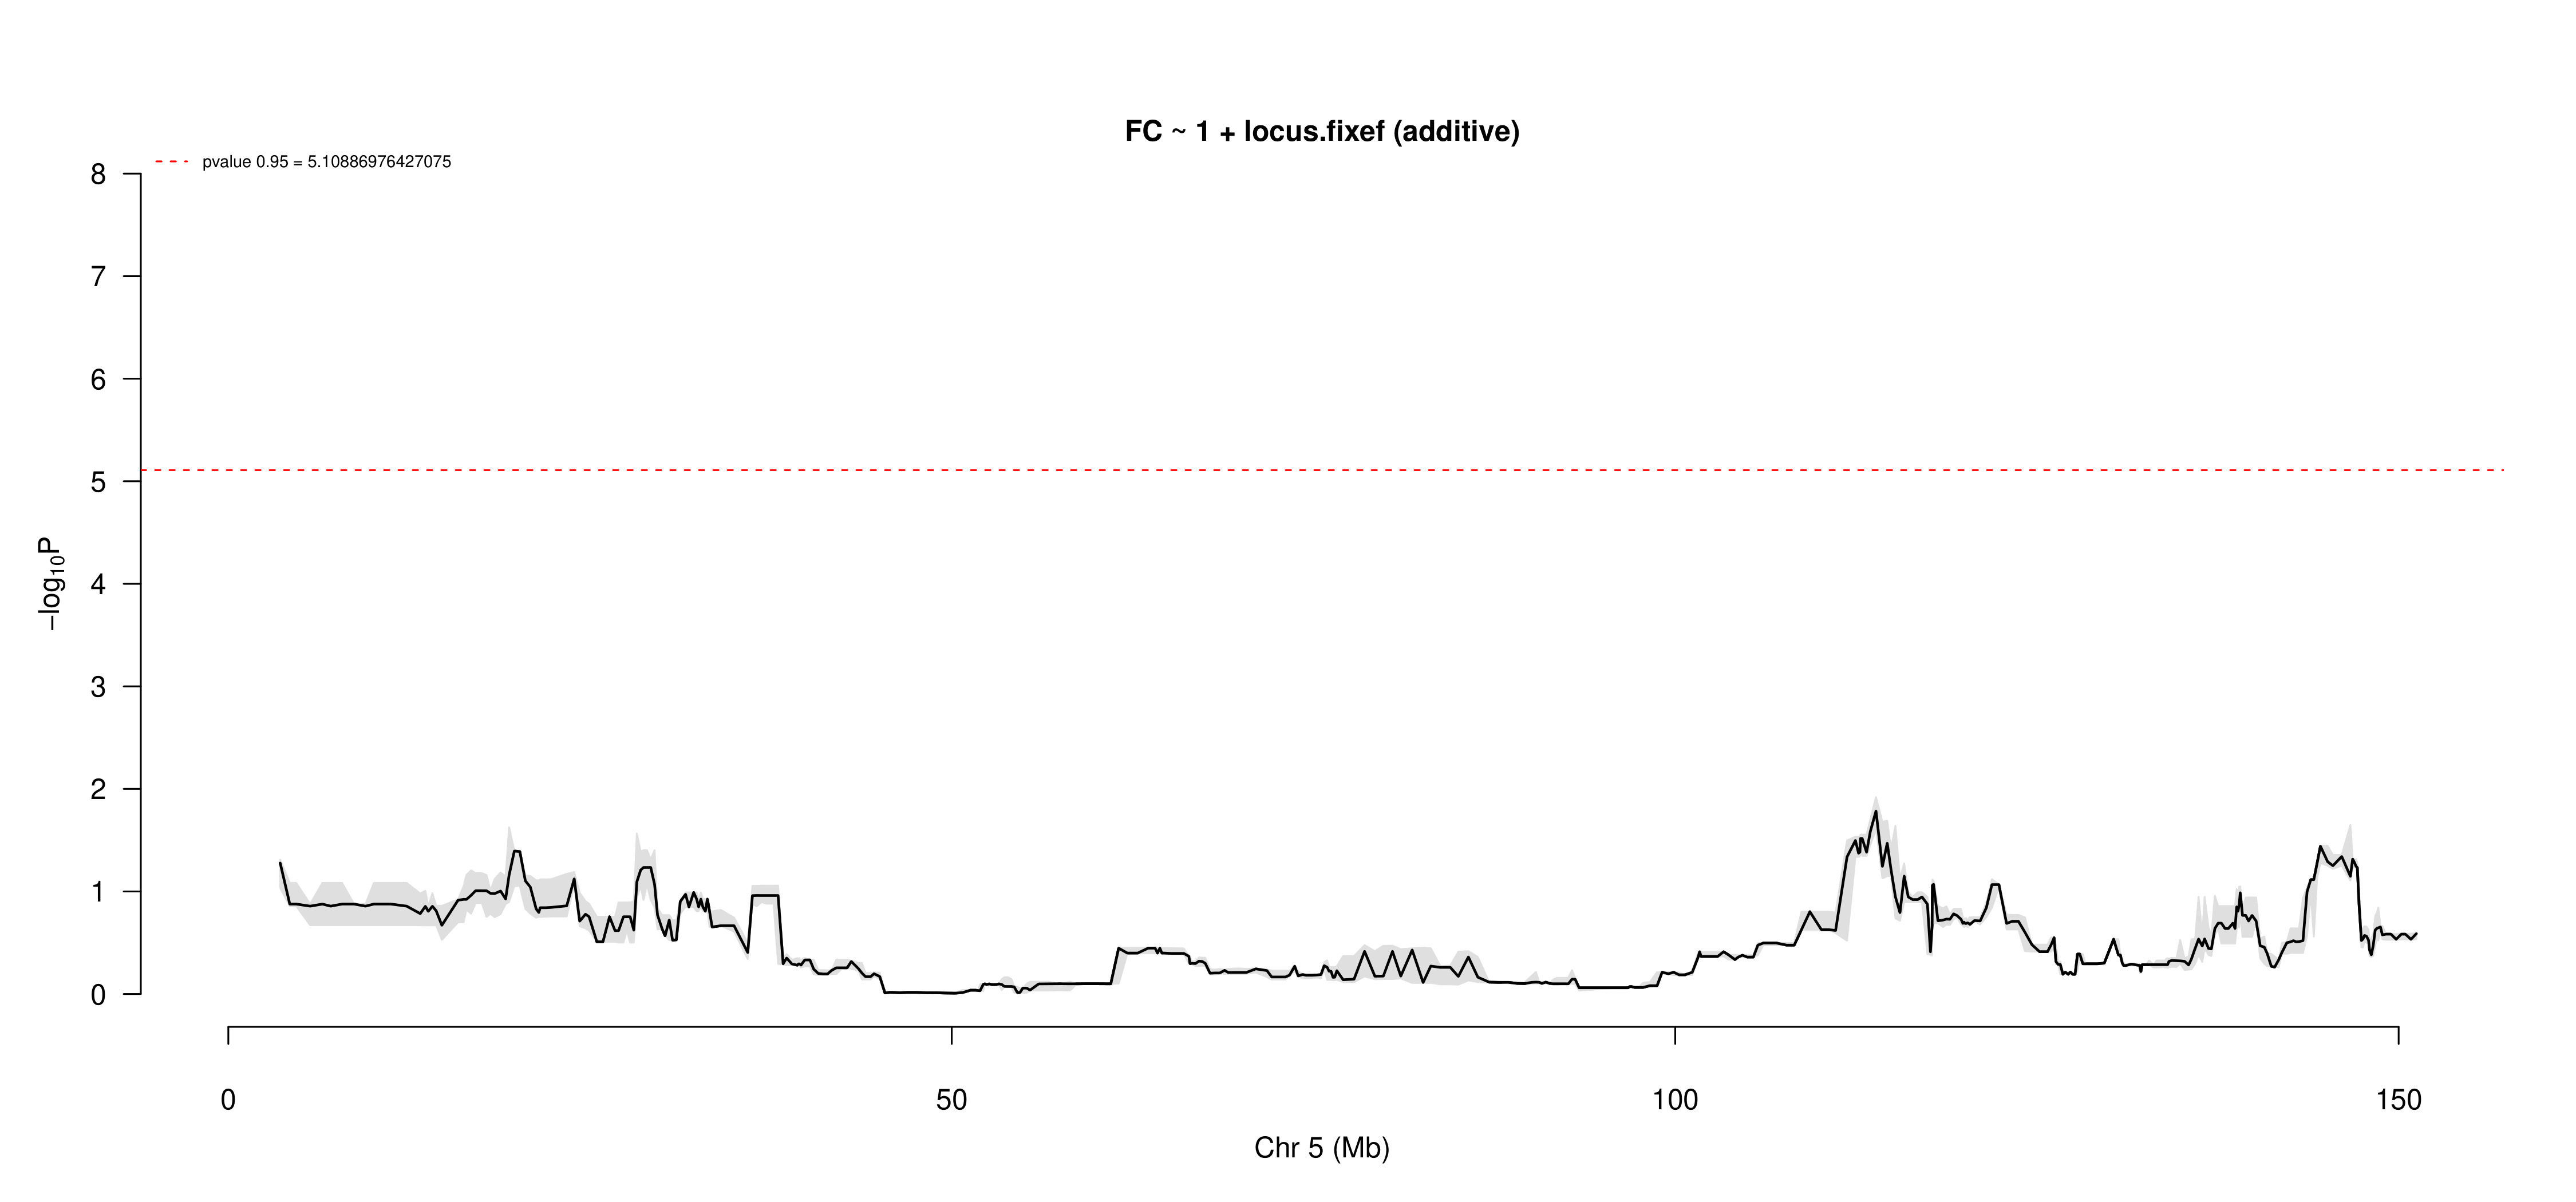 FC ~ 1 + locus.fixef (additive)
pvalue 0.95 = 5.10886976427075
8
7
6
5
4
3
2
1
0
−log10P
0 50 100 150
Chr 5 (Mb)